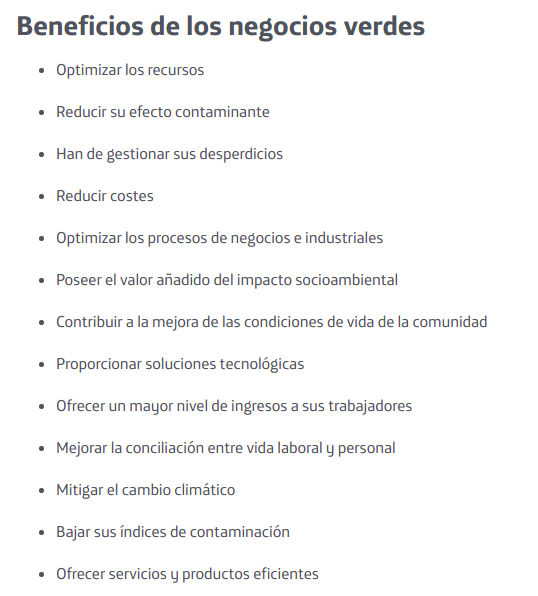 Beneficios de los negocios verdes
• Optimizar los recursos
• Reducir su efecto contaminante
• Han de gestionar sus desperdicios
• Reducir costes
• Optimizar los procesos de negocios e industriales
• Poseer el valor añadido del impacto socioambiental
• Contribuir a la mejora de las condiciones de vida de la comunidad
• Proporcionar soluciones tecnológicas
• Ofrecer un mayor nivel de ingresos a sus trabajadores
• Mejorar la conciliación entre vida laboral y personal
• Mitigar el cambio climático
• Bajar sus índices de contaminación
• Ofrecer servicios y productos eficientes